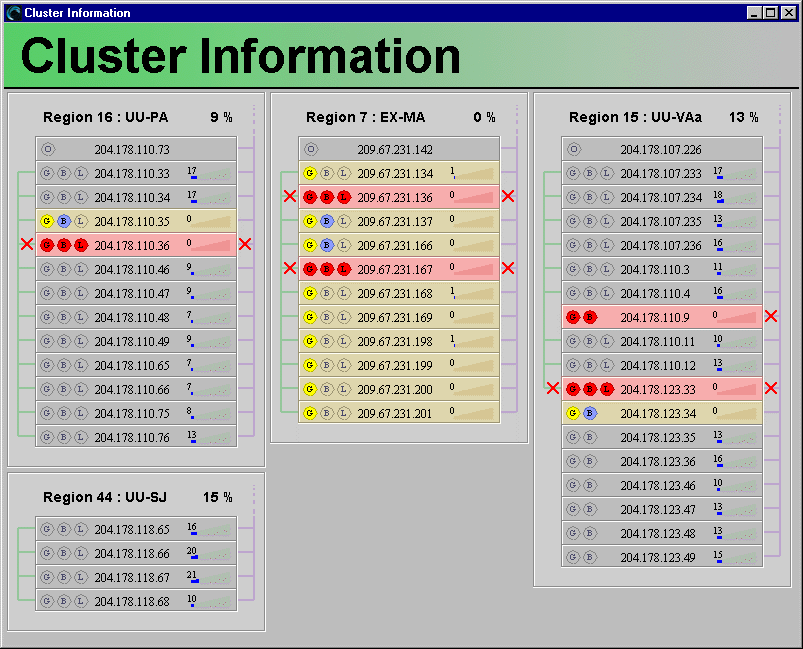 Cluster Information
Cluster Information
Region 16 : UU-PA 9 %
O 204.178.110.73
G B L 204.178.110.33 17
G B L 204.178.110.34 17
G B L 204.178.110.35 0
G B L 204.178.110.36 0
G B L 204.178.110.46 9
G B L 204.178.110.47 9
G B L 204.178.110.48 7
G B L 204.178.110.49 9
G B L 204.178.110.65 7
G B L 204.178.110.66 7
G B L 204.178.110.75 8
G B L 204.178.110.76 13
Region 44 : UU-SJ 15 %
G B L 204.178.118.65 16
G B L 204.178.118.66 20
G B L 204.178.118.67 21
G B L 204.178.118.68 10
Region 7 : EX-MA 0 %
O 209.67.231.142
G B L 209.67.231.134 1
G B L 209.67.231.136 0
G B L 209.67.231.137 0
G B L 209.67.231.166 0
G B L 209.67.231.167 0
G B L 209.67.231.168 1
G B L 209.67.231.169 0
G B L 209.67.231.198 1
G B L 209.67.231.199 0
G B L 209.67.231.200 0
G B L 209.67.231.201 0
Region 15 : UU-VAa 13 %
O 204.178.107.226
G B L 204.178.107.233 17
G B L 204.178.107.234 18
G B L 204.178.107.235 13
G B L 204.178.107.236 16
G B L 204.178.110.3 11
G B L 204.178.110.4 16
G B 204.178.110.9 0
G B L 204.178.110.11 10
G B L 204.178.110.12 13
G B L 204.178.123.33 0
G B 204.178.123.34 0
G B 204.178.123.35 13
G B 204.178.123.36 16
G B 204.178.123.46 10
G B 204.178.123.47 13
G B 204.178.123.48 13
G B 204.178.123.49 15